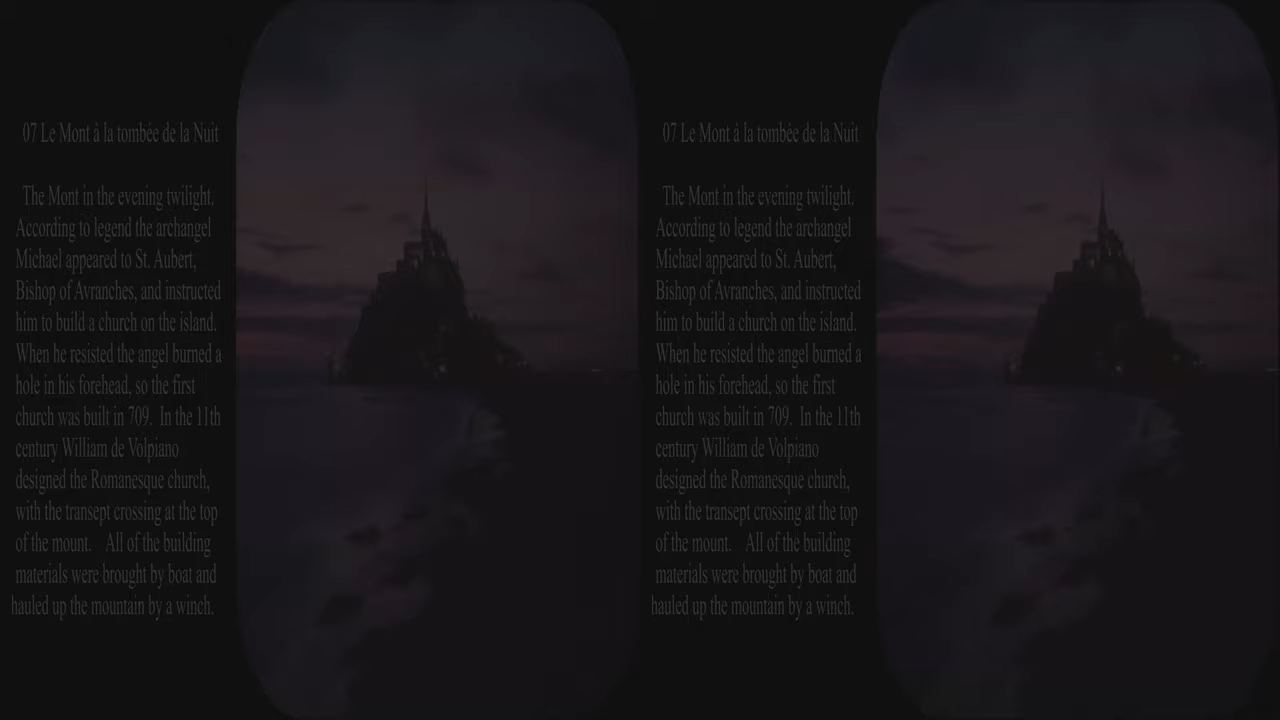 07 Le Mont à la tombée de la Nuit
The Mont in the evening twilight.
According to legend the archangel
Michael appeared to St. Aubert,
Bishop of Avranches, and instructed
him to build a church on the island.
When he resisted the angel burned a
hole in his forehead, so the first
church was built in 709.  In the 11th
century William de Volpiano
designed the Romanesque church,
with the transept crossing at the top
of the mount.   All of the building
materials were brought by boat and
hauled up the mountain by a winch.
07 Le Mont à la tombée de la Nuit
The Mont in the evening twilight.
According to legend the archangel
Michael appeared to St. Aubert,
Bishop of Avranches, and instructed
him to build a church on the island.
When he resisted the angel burned a
hole in his forehead, so the first
church was built in 709.  In the 11th
century William de Volpiano
designed the Romanesque church,
with the transept crossing at the top
of the mount.   All of the building
materials were brought by boat and
hauled up the mountain by a winch.